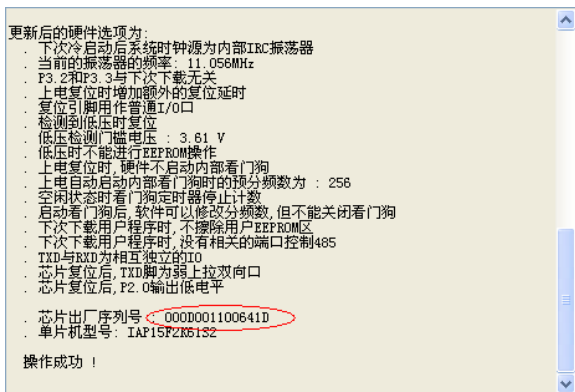 更新后的硬件选项为:
. 下次冷启动后系统时钟源为内部IRC振荡器
. 当前的振荡器的频率: 11.056MHz
. P3.2和P3.3与下次下载无关
. 上电复位时增加额外的复位延时
. 复位引脚用作普通I/O口
. 检测到低压时复位
. 低压检测门槛电压 : 3.61 V
. 低压时不能进行EEPROM操作
. 上电复位时,硬件不启动内部看门狗
. 上电自动启动内部看门狗时的预分频数为 : 256
. 空闲状态时看门狗定时器停止计数
. 启动看门狗后,软件可以修改分频数,但不能关闭看门狗
. 下次下载用户程序时,不擦除用户EEPROM区
. 下次下载用户程序时,没有相关的端口控制485
. TXD与RXD为相互独立的IO
. 芯片复位后,TXD脚为弱上拉双向口
. 芯片复位后,P2.0输出低电平
. 芯片出厂序列号 : 000D001100641D
. 单片机型号: IAP15F2K61S2
操作成功 !